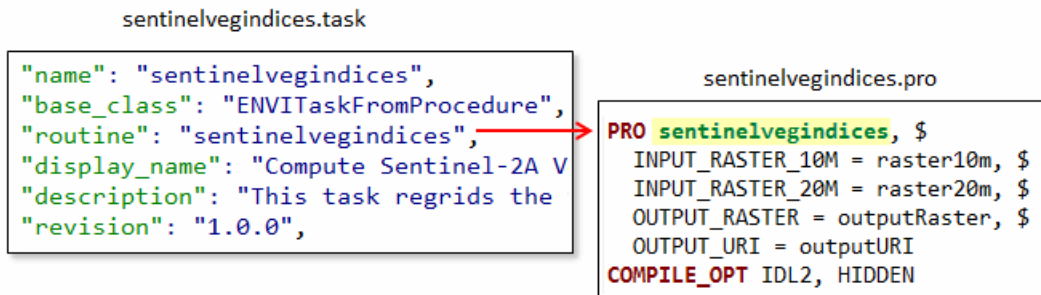 sentinelvegindices.task
"name": "sentinelvegindices",
"base_class": "ENVITaskFromProcedure",
"routine": "sentinelvegindices",
"display_name": "Compute Sentinel-2A V
"description": "This task regrids the
"revision": "1.0.0",
sentinelvegindices.pro
PRO sentinelvegindices, $
INPUT_RASTER_10M = raster10m, $
INPUT_RASTER_20M = raster20m, $
OUTPUT_RASTER = outputRaster, $
OUTPUT_URI = outputURI
COMPILE_OPT IDL2, HIDDEN